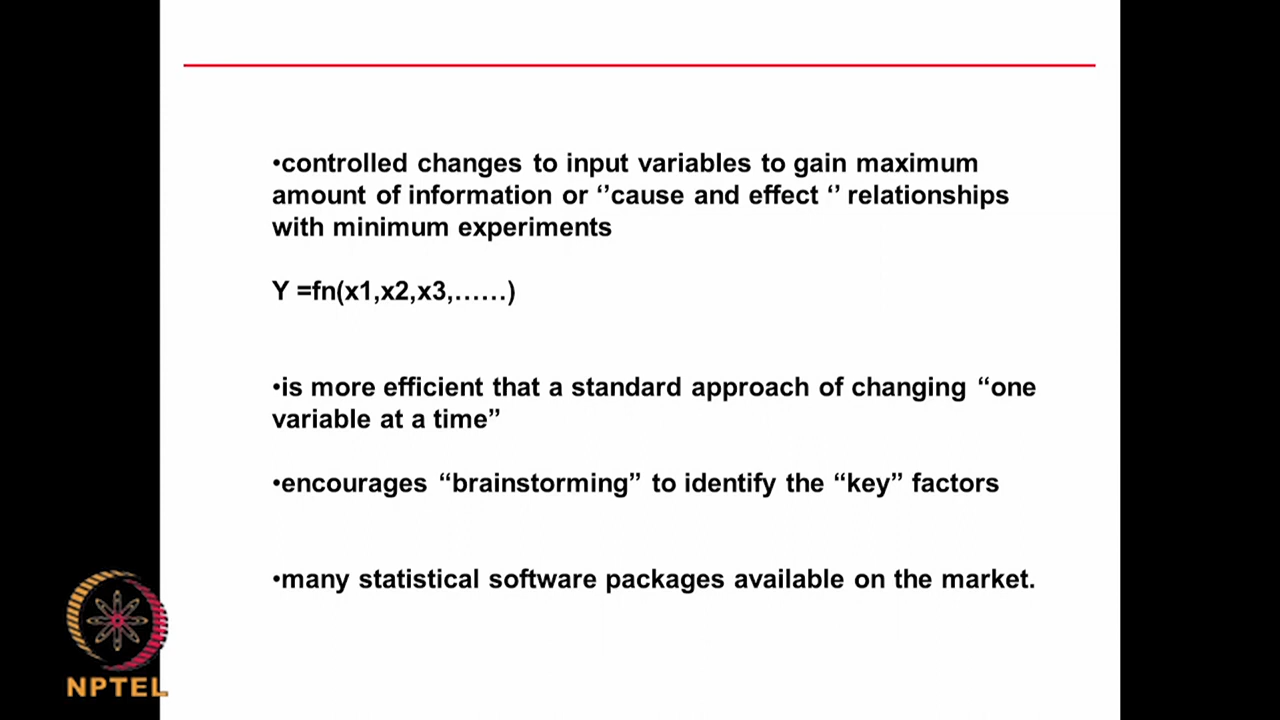 •controlled changes to input variables to gain maximum
amount of information or ‘’cause and effect ‘’ relationships
with minimum experiments
Y =fn(x1,x2,x3,……)
•is more efficient that a standard approach of changing “one
variable at a time”
•encourages “brainstorming” to identify the “key” factors
•many statistical software packages available on the market.
NPTEL